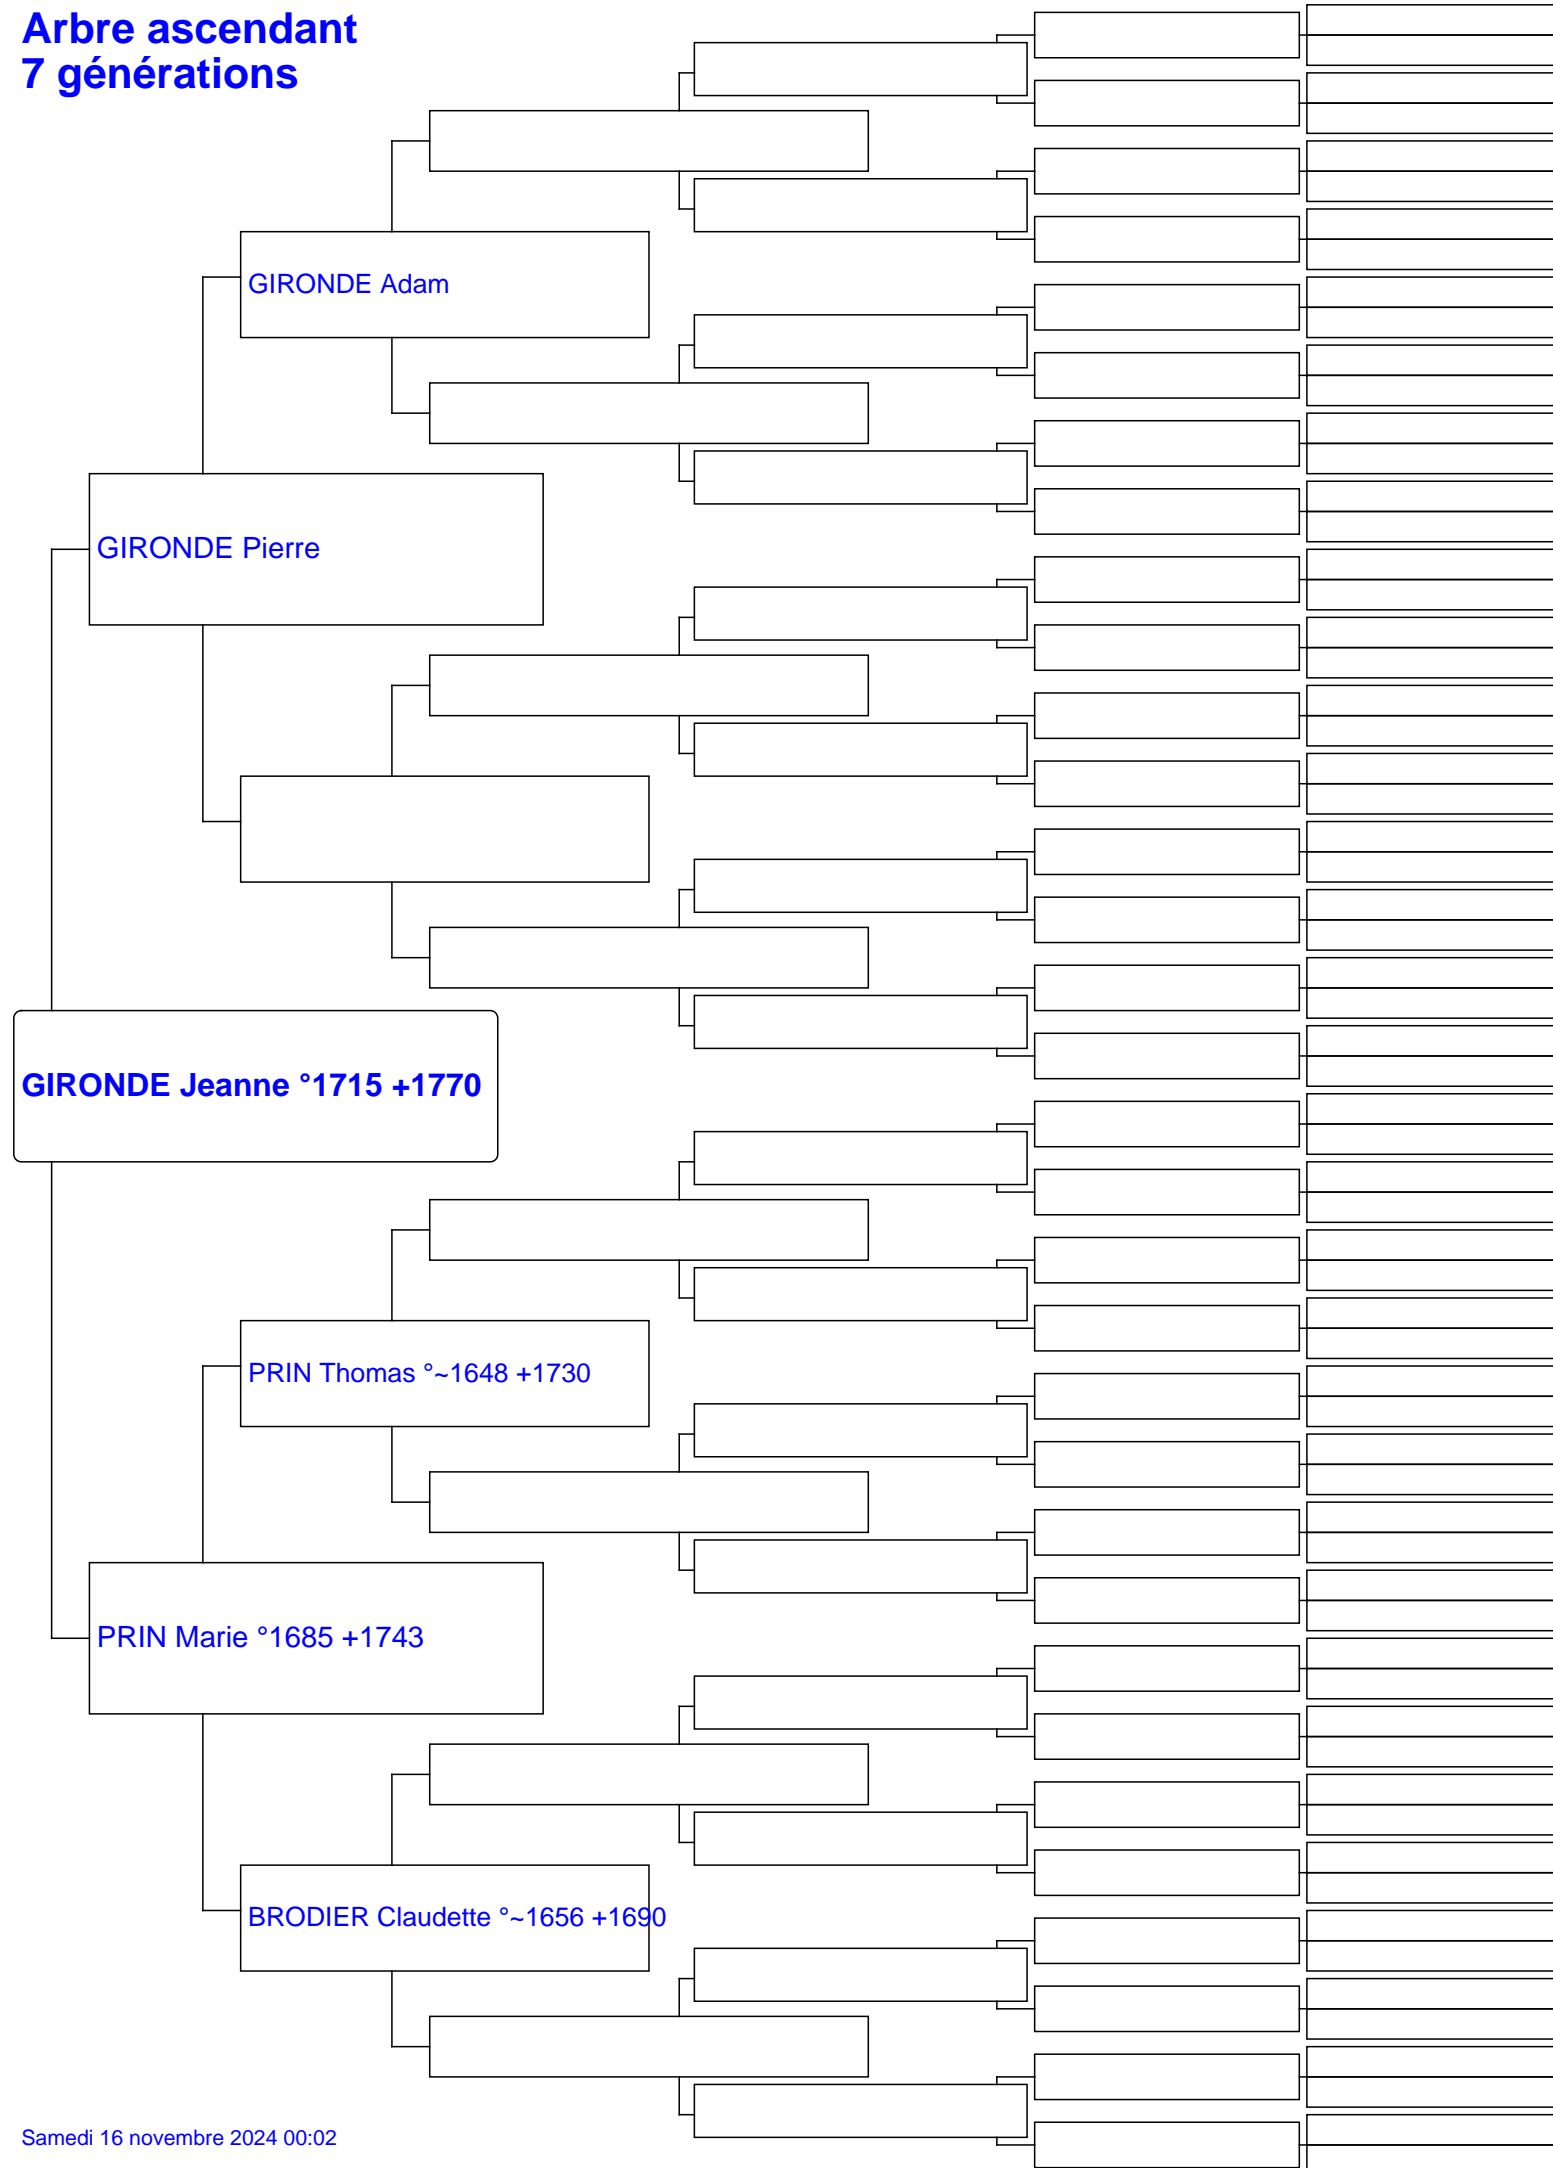 Arbre ascendant
7 générations
GIRONDE Adam
GIRONDE Pierre
GIRONDE Jeanne °1715 +1770
PRIN Thomas °~1648 +1730
PRIN Marie °1685 +1743
BRODIER Claudette °~1656 +1690
Samedi 16 novembre 2024 00:02